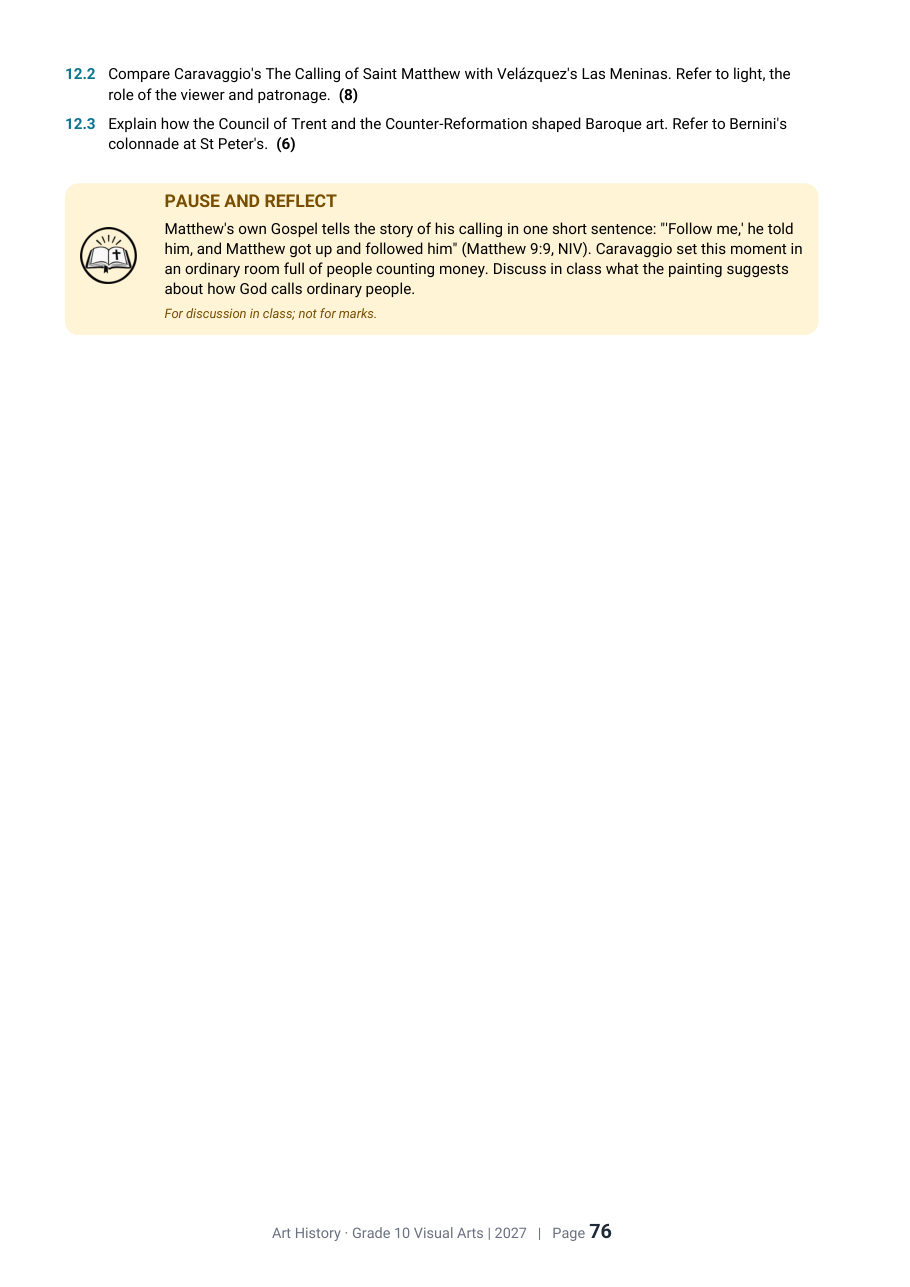 12.2 Compare Caravaggio's The Calling of Saint Matthew with Velázquez's Las Meninas. Refer to light, the
role of the viewer and patronage. (8)
12.3 Explain how the Council of Trent and the Counter-Reformation shaped Baroque art. Refer to Bernini's
colonnade at St Peter's. (6)
PAUSE AND REFLECT
Matthew's own Gospel tells the story of his calling in one short sentence: "'Follow me,' he told
him, and Matthew got up and followed him" (Matthew 9:9, NIV). Caravaggio set this moment in
an ordinary room full of people counting money. Discuss in class what the painting suggests
about how God calls ordinary people.
For discussion in class; not for marks.
Art History · Grade 10 Visual Arts | 2027 | Page 76